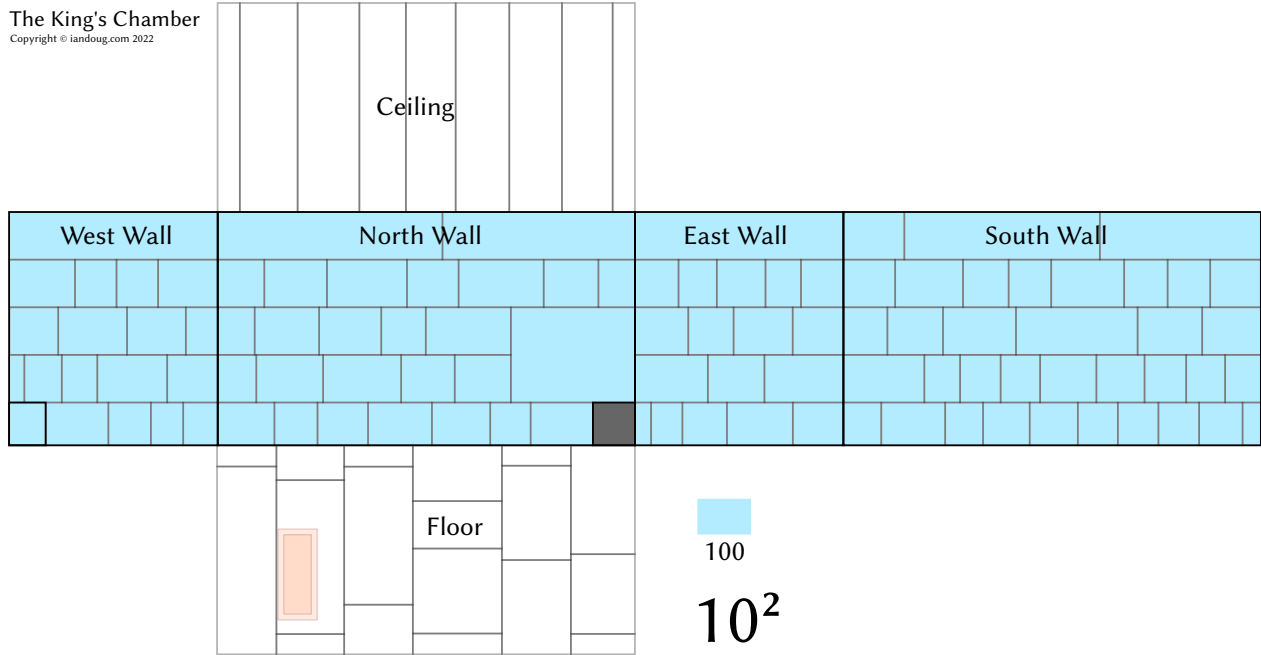 The King's Chamber
Copyright © iandoug.com 2022
Ceiling
West Wall
North Wall
East Wall
South Wall
Floor
100
10²